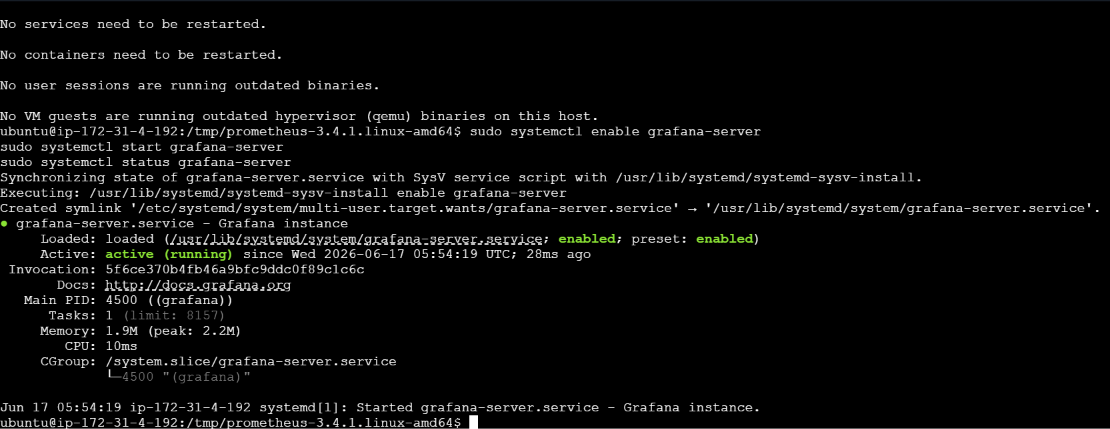 No services need to be restarted.
No containers need to be restarted.
No user sessions are running outdated binaries.
No VM guests are running outdated hypervisor (qemu) binaries on this host.
ubuntu@ip-172-31-4-192:/tmp/prometheus-3.4.1.linux-amd64$ sudo systemctl enable grafana-server
sudo systemctl start grafana-server
sudo systemctl status grafana-server
Synchronizing state of grafana-server.service with SysV service script with /usr/lib/systemd/systemd-sysv-install.
Executing: /usr/lib/systemd/systemd-sysv-install enable grafana-server
Created symlink '/etc/systemd/system/multi-user.target.wants/grafana-server.service' → '/usr/lib/systemd/system/grafana-server.service'.
● grafana-server.service - Grafana instance
     Loaded: loaded (/usr/lib/systemd/system/grafana-server.service; enabled; preset: enabled)
     Active: active (running) since Wed 2026-06-17 05:54:19 UTC; 28ms ago
 Invocation: 5f6ce370b4fb46a9bfc9ddc0f89c1c6c
       Docs: http://docs.grafana.org
   Main PID: 4500 ((grafana))
      Tasks: 1 (limit: 8157)
     Memory: 1.9M (peak: 2.2M)
        CPU: 10ms
     CGroup: /system.slice/grafana-server.service
             └─4500 "(grafana)"
Jun 17 05:54:19 ip-172-31-4-192 systemd[1]: Started grafana-server.service - Grafana instance.
ubuntu@ip-172-31-4-192:/tmp/prometheus-3.4.1.linux-amd64$